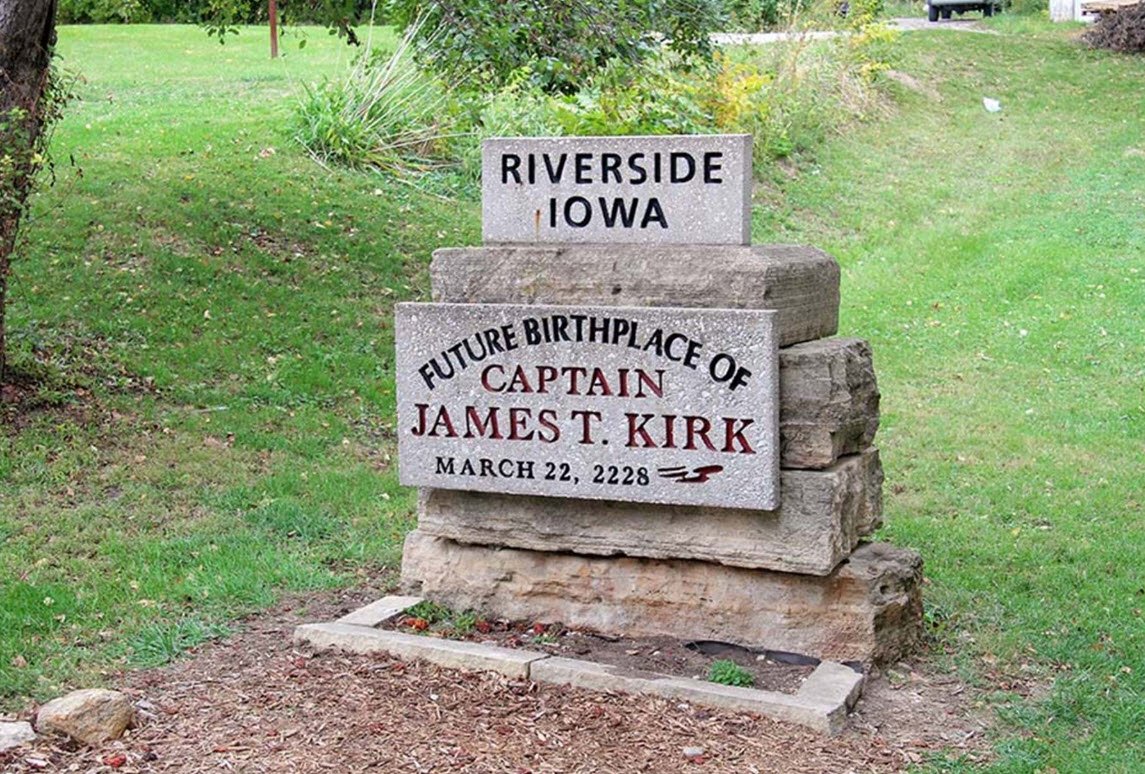 RIVERSIDE
IOWA
FUTURE BIRTHPLACE OF
CAPTAIN
JAMES T. KIRK
MARCH 22, 2228